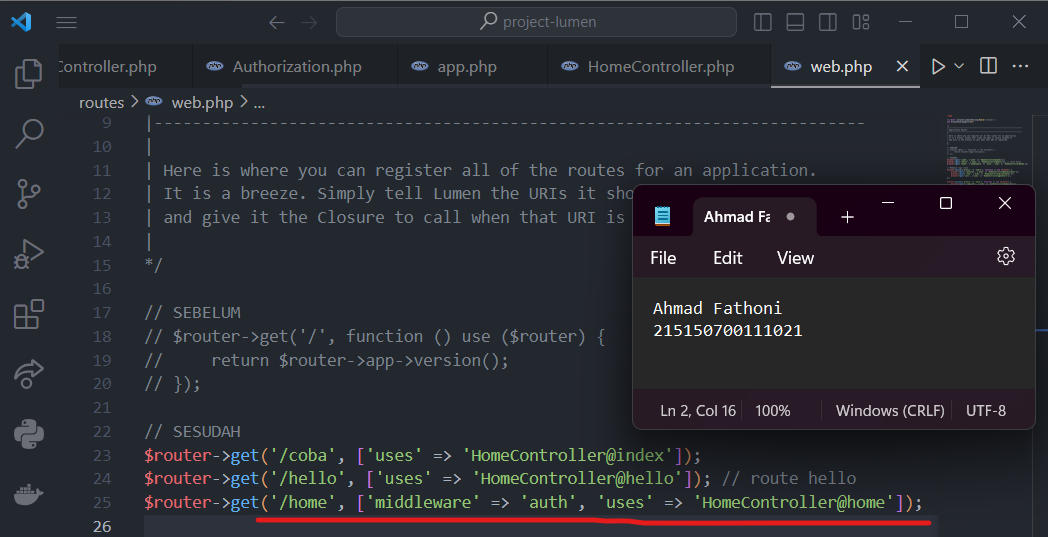 project-lumen
Controller.php
Authorization.php
app.php
HomeController.php
web.php
routes > web.php > ...
9 |--------------------------------------------------------------------------
10 |
11 | Here is where you can register all of the routes for an application.
12 | It is a breeze. Simply tell Lumen the URIs it sho
13 | and give it the Closure to call when that URI is
14 |
15 */
16
17 // SEBELUM
18 // $router->get('/', function () use ($router) {
19 //     return $router->app->version();
20 // });
21
22 // SESUDAH
23 $router->get('/coba', ['uses' => 'HomeController@index']);
24 $router->get('/hello', ['uses' => 'HomeController@hello']); // route hello
25 $router->get('/home', ['middleware' => 'auth', 'uses' => 'HomeController@home']);
26
Ahmad Fa
File Edit View
Ahmad Fathoni
215150700111021
Ln 2, Col 16 100% Windows (CRLF) UTF-8